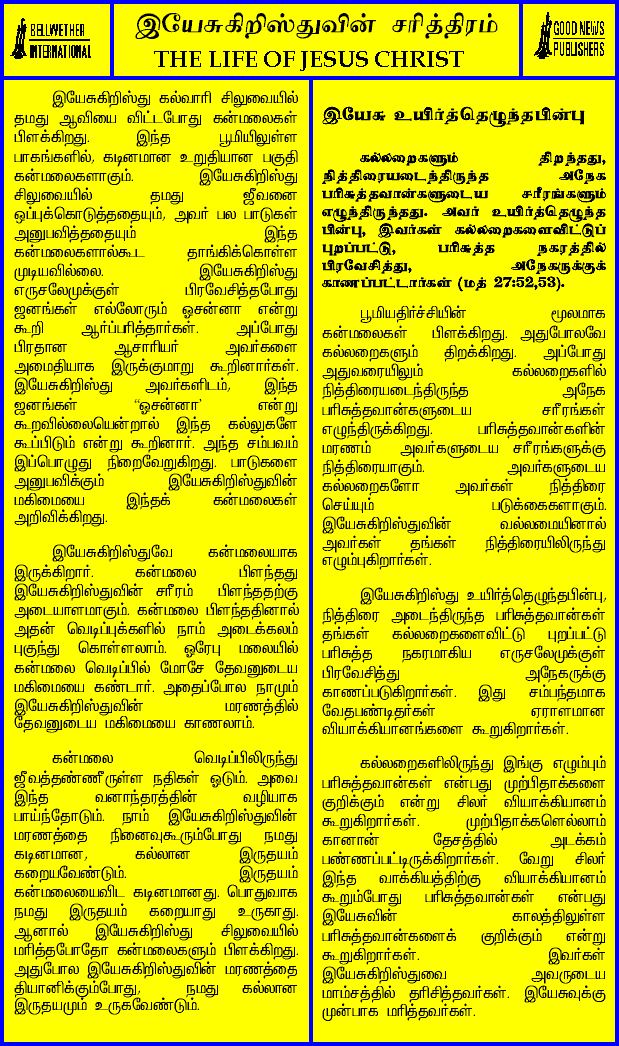 BELLWETHER
INTERNATIONAL
இயேசுகிறிஸ்துவின் சரித்திரம்
THE LIFE OF JESUS CHRIST
GOOD NEWS
PUBLISHERS
இயேசுகிறிஸ்து கல்வாரி சிலுவையில்
தமது ஆவியை விட்டபோது கன்மலைகள்
பிளக்கிறது. இந்த பூமியிலுள்ள
பாகங்களில், கடினமான உறுதியான பகுதி
கன்மலைகளாகும். இயேசுகிறிஸ்து
சிலுவையில் தமது ஜீவனை
ஒப்புக்கொடுத்ததையும், அவர் பல பாடுகள்
அனுபவித்ததையும் இந்த
கன்மலைகளால்கூட தாங்கிக்கொள்ள
முடியவில்லை. இயேசுகிறிஸ்து
எருசலேமுக்குள் பிரவேசித்தபோது
ஜனங்கள் எல்லோரும் ஓசன்னா என்று
கூறி ஆர்ப்பரித்தார்கள். அப்போது
பிரதான ஆசாரியர் அவர்களை
அமைதியாக இருக்குமாறு கூறினார்கள்.
இயேசுகிறிஸ்து அவர்களிடம், இந்த
ஜனங்கள் “ஓசன்னா’ என்று
கூறவில்லையென்றால் இந்த கல்லுகளே
கூப்பிடும் என்று கூறினார். அந்த சம்பவம்
இப்பொழுது நிறைவேறுகிறது. பாடுகளை
அனுபவிக்கும் இயேசுகிறிஸ்துவின்
மகிமையை இந்தக் கன்மலைகள்
அறிவிக்கிறது.
இயேசுகிறிஸ்துவே கன்மலையாக
இருக்கிறார். கன்மலை பிளந்தது
இயேசுகிறிஸ்துவின் சரீரம் பிளந்ததற்கு
அடையாளமாகும். கன்மலை பிளந்ததினால்
அதன் வெடிப்புக்களில் நாம் அடைக்கலம்
புகுந்து கொள்ளலாம். ஓரேபு மலையில்
கன்மலை வெடிப்பில் மோசே தேவனுடைய
மகிமையை கண்டார். அதைப்போல நாமும்
இயேசுகிறிஸ்துவின் மரணத்தில்
தேவனுடைய மகிமையை காணலாம்.
கன்மலை வெடிப்பிலிருந்து
ஜீவத்தண்ணீருள்ள நதிகள் ஓடும். அவை
இந்த வனாந்தரத்தின் வழியாக
பாய்ந்தோடும். நாம் இயேசுகிறிஸ்துவின்
மரணத்தை நினைவுகூரும்போது நமது
கடினமான, கல்லான இருதயம்
கறையவேண்டும். இருதயம்
கன்மலையைவிட கடினமானது. பொதுவாக
நமது இருதயம் கறையாது உருகாது.
ஆனால் இயேசுகிறிஸ்து சிலுவையில்
மரித்தபோதோ கன்மலைகளும் பிளக்கிறது.
அதுபோல இயேசுகிறிஸ்துவின் மரணத்தை
தியானிக்கும்போது, நமது கல்லான
இருதயமும் உருகவேண்டும்.
இயேசு உயிர்த்தெழுந்தபின்பு
கல்லறைகளும் திறந்தது,
நித்திரையடைந்திருந்த அநேக
பரிசுத்தவான்களுடைய சரீரங்களும்
எழுந்திருந்தது. அவர் உயிர்த்தெழுந்த
பின்பு, இவர்கள் கல்லறைகளைவிட்டுப்
புறப்பட்டு, பரிசுத்த நகரத்தில்
பிரவேசித்து, அநேகருக்குக்
காணப்பட்டார்கள் (மத் 27:52,53).
பூமியதிர்ச்சியின் மூலமாக
கன்மலைகள் பிளக்கிறது. அதுபோலவே
கல்லறைகளும் திறக்கிறது. அப்போது
அதுவரையிலும் கல்லறைகளில்
நித்திரையடைந்திருந்த அநேக
பரிசுத்தவான்களுடைய சரீரங்கள்
எழுந்திருக்கிறது. பரிசுத்தவான்களின்
மரணம் அவர்களுடைய சரீரங்களுக்கு
நித்திரையாகும். அவர்களுடைய
கல்லறைகளோ அவர்கள் நித்திரை
செய்யும் படுக்கைகளாகும்.
இயேசுகிறிஸ்துவின் வல்லமையினால்
அவர்கள் தங்கள் நித்திரையிலிருந்து
எழும்புகிறார்கள்.
இயேசுகிறிஸ்து உயிர்த்தெழுந்தபின்பு,
நித்திரை அடைந்திருந்த பரிசுத்தவான்கள்
தங்கள் கல்லறைகளைவிட்டு புறப்பட்டு
பரிசுத்த நகரமாகிய எருசலேமுக்குள்
பிரவேசித்து அநேகருக்கு
காணப்படுகிறார்கள். இது சம்பந்தமாக
வேதபண்டிதர்கள் ஏராளமான
வியாக்கியானங்களை கூறுகிறார்கள்.
கல்லறைகளிலிருந்து இங்கு எழும்பும்
பரிசுத்தவான்கள் என்பது முற்பிதாக்களை
குறிக்கும் என்று சிலர் வியாக்கியானம்
கூறுகிறார்கள். முற்பிதாக்களெல்லாம்
கானான் தேசத்தில் அடக்கம்
பண்ணப்பட்டிருக்கிறார்கள். வேறு சிலர்
இந்த வாக்கியத்திற்கு வியாக்கியானம்
கூறும்போது பரிசுத்தவான்கள் என்பது
இயேசுவின் காலத்திலுள்ள
பரிசுத்தவான்களைக் குறிக்கும் என்று
கூறுகிறார்கள். இவர்கள்
இயேசுகிறிஸ்துவை அவருடைய
மாம்சத்தில் தரிசித்தவர்கள். இயேசுவுக்கு
முன்பாக மரித்தவர்கள்.